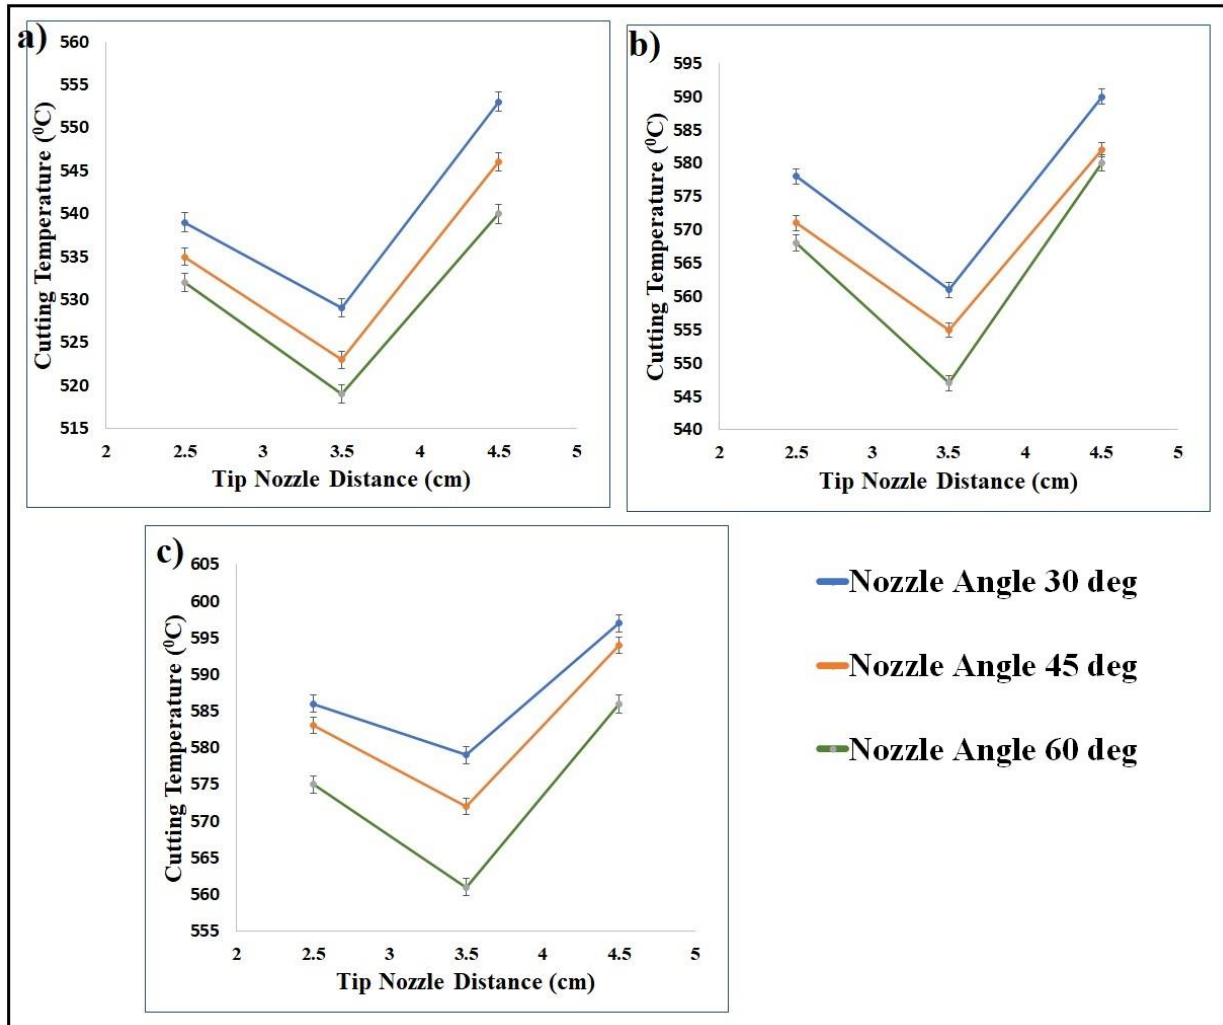 a)
560
555
550
545
540
535
530
525
520
515
2 2.5 3 3.5 4 4.5 5
Cutting Temperature (⁰C)
Tip Nozzle Distance (cm)
b)
595
590
585
580
575
570
565
560
555
550
545
540
2 2.5 3 3.5 4 4.5 5
Cutting Temperature (⁰C)
Tip Nozzle Distance (cm)
c)
605
600
595
590
585
580
575
570
565
560
555
2 2.5 3 3.5 4 4.5 5
Cutting Temperature (⁰C)
Tip Nozzle Distance (cm)
Nozzle Angle 30 deg
Nozzle Angle 45 deg
Nozzle Angle 60 deg